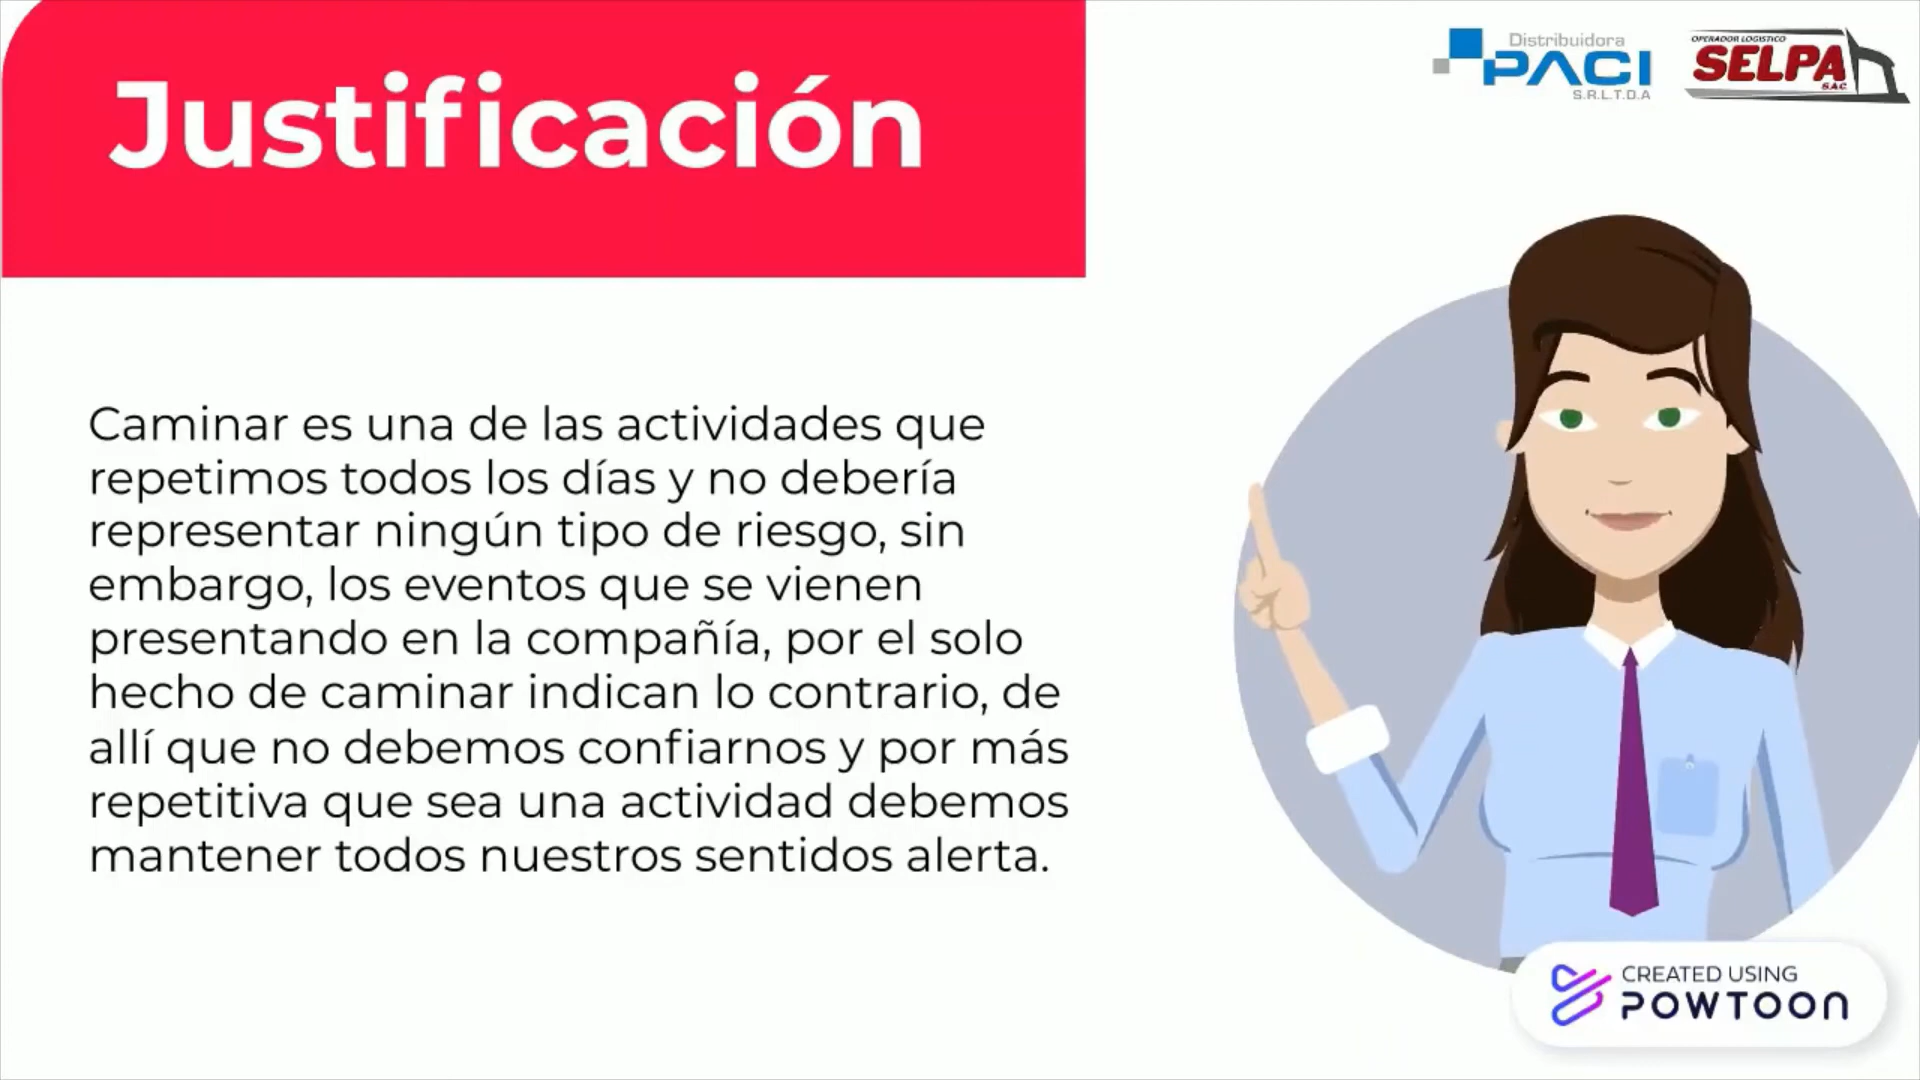 Justificación
Distribuidora
PACI
S.R.L.T.D.A
OPERADOR LOGISTICO
SELPA
S.A.C
Caminar es una de las actividades que
repetimos todos los días y no debería
representar ningún tipo de riesgo, sin
embargo, los eventos que se vienen
presentando en la compañía, por el solo
hecho de caminar indican lo contrario, de
allí que no debemos confiarnos y por más
repetitiva que sea una actividad debemos
mantener todos nuestros sentidos alerta.
CREATED USING
POWTOON